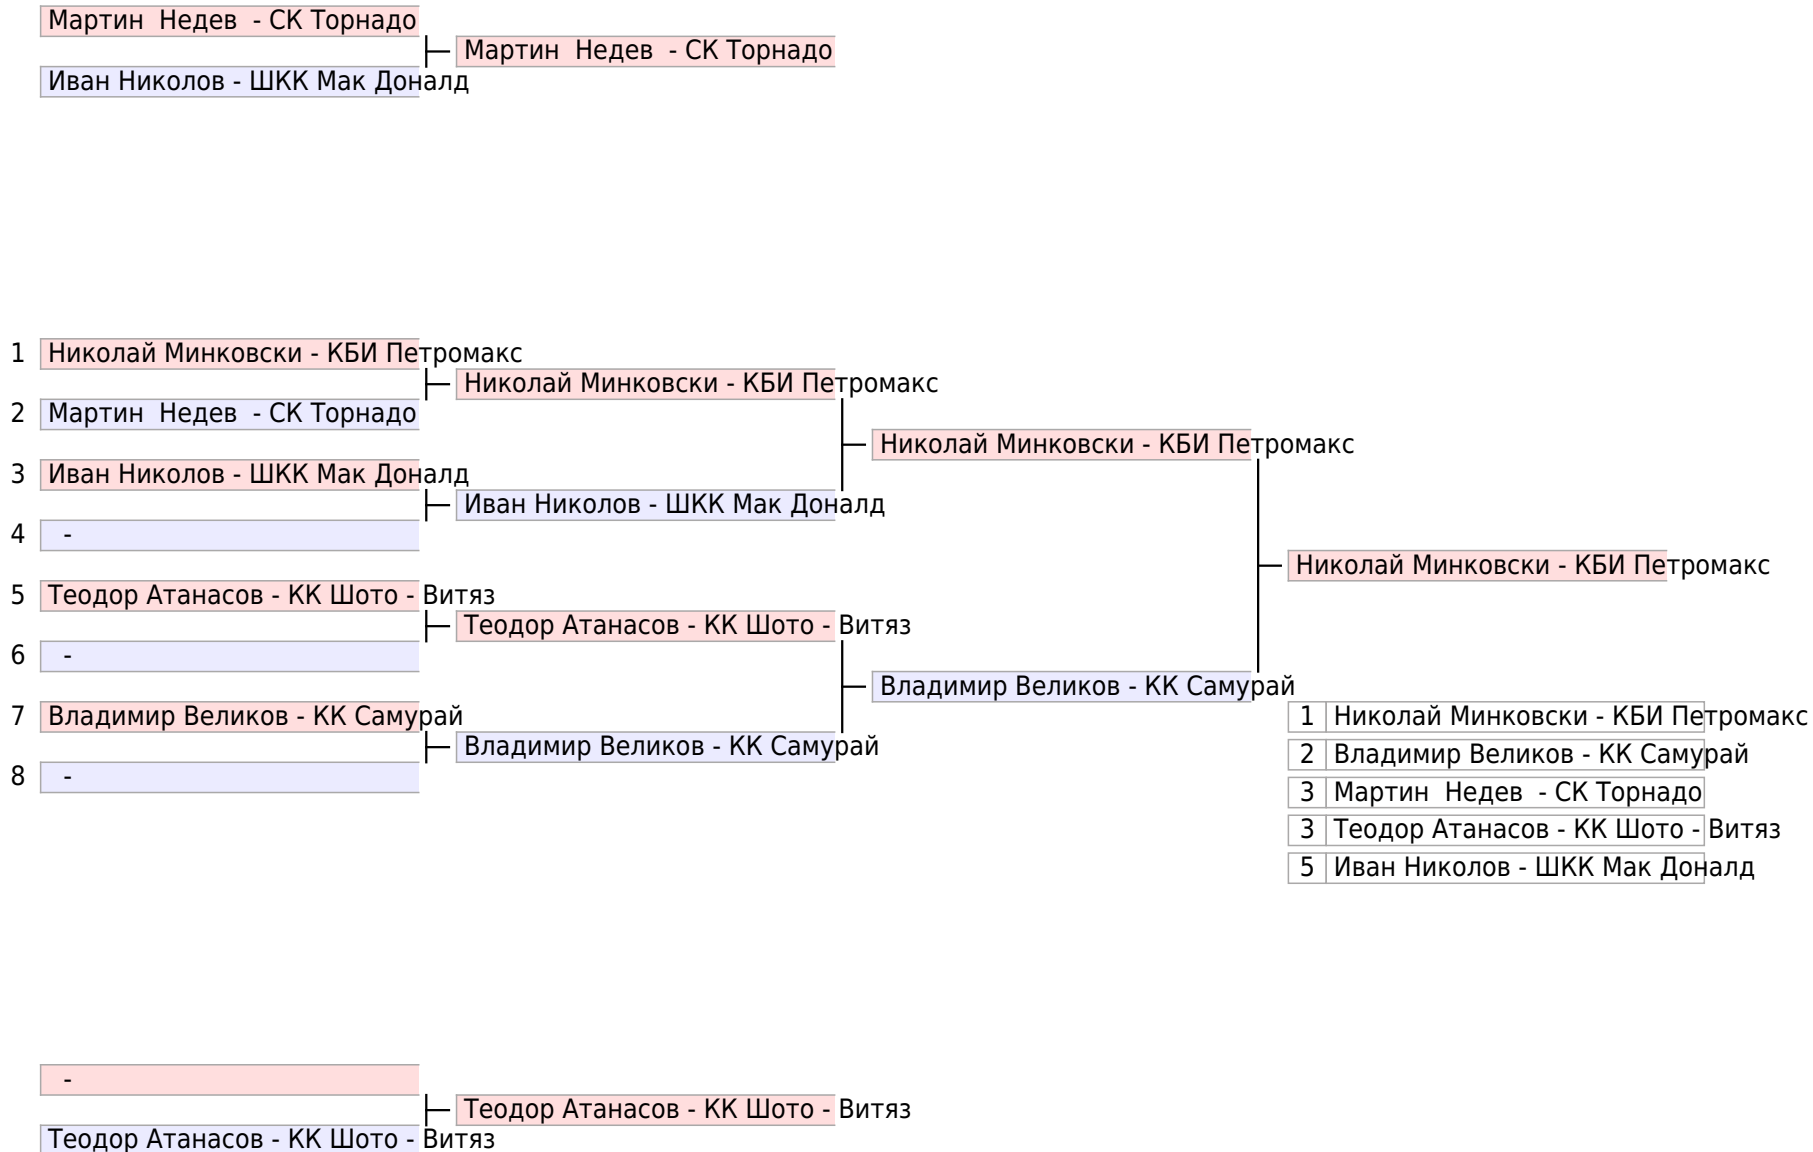 Мартин  Недев  - СК Торнадо
Мартин  Недев  - СК Торнадо
Иван Николов - ШКК Мак Доналд
1 Николай Минковски - КБИ Петромакс
Николай Минковски - КБИ Петромакс
2 Мартин  Недев  - СК Торнадо
Николай Минковски - КБИ Петромакс
3 Иван Николов - ШКК Мак Доналд
Иван Николов - ШКК Мак Доналд
4 -
Николай Минковски - КБИ Петромакс
5 Теодор Атанасов - КК Шото - Витяз
Теодор Атанасов - КК Шото - Витяз
6 -
Владимир Великов - КК Самурай
7 Владимир Великов - КК Самурай
Владимир Великов - КК Самурай
8 -
1 Николай Минковски - КБИ Петромакс
2 Владимир Великов - КК Самурай
3 Мартин  Недев  - СК Торнадо
3 Теодор Атанасов - КК Шото - Витяз
5 Иван Николов - ШКК Мак Доналд
-
Теодор Атанасов - КК Шото - Витяз
Теодор Атанасов - КК Шото - Витяз